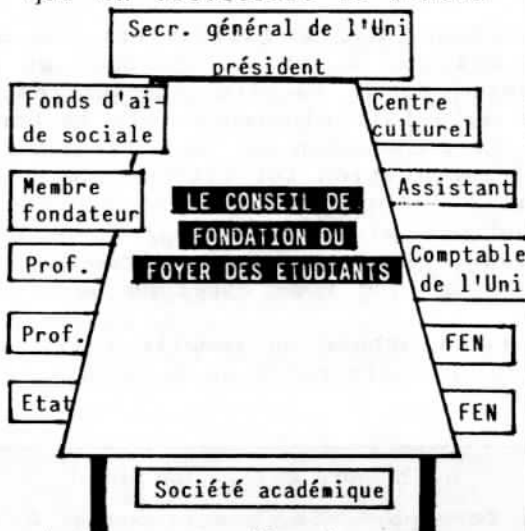 Secr. général de l'Uni
président
Fonds d'ai-
de sociale
Centre
culturel
Membre
fondateur
LE CONSEIL DE
FONDATION DU
FOYER DES ETUDIANTS
Assistant
Prof.
Comptable
de l'Uni
Prof.
FEN
Etat
FEN
Société académique